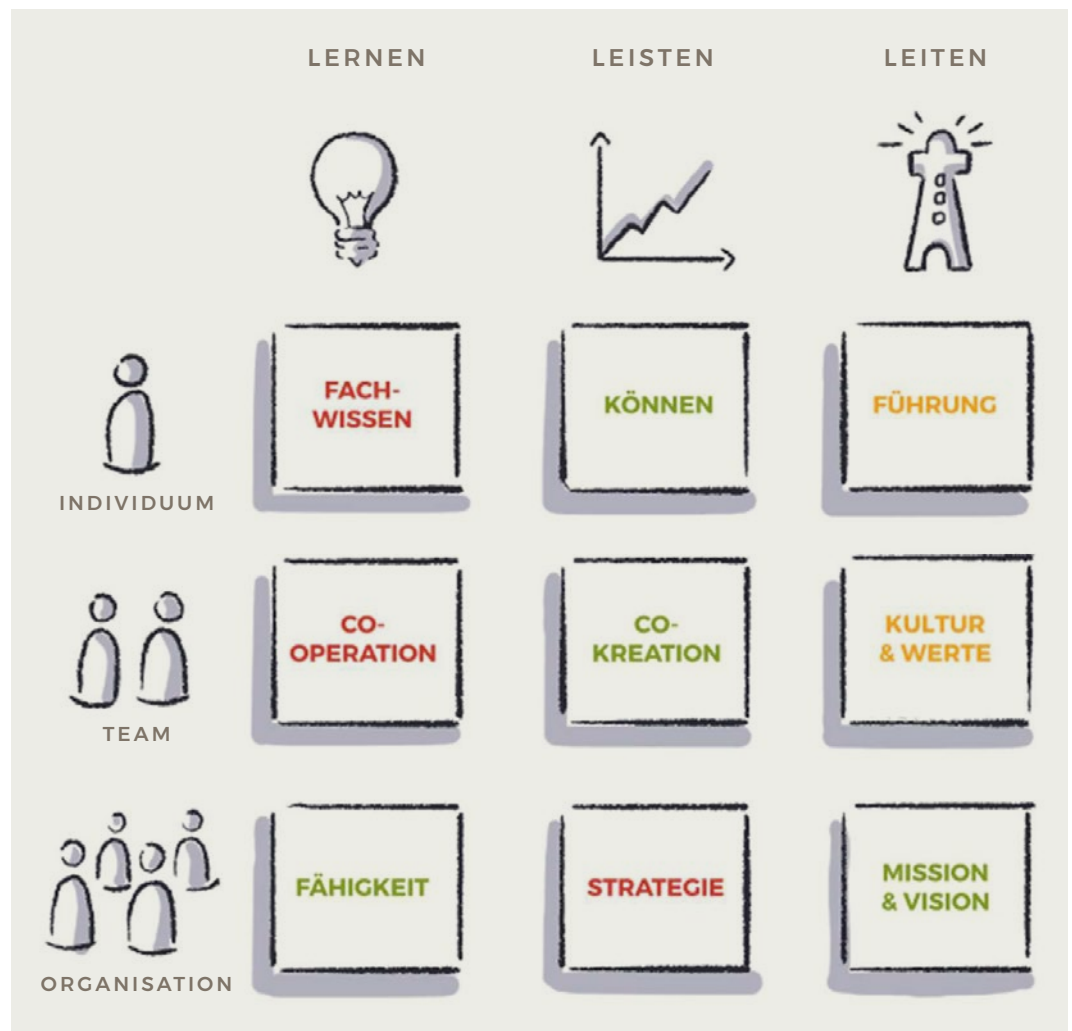 LERNEN LEISTEN LEITEN
FACH-
WISSEN
KÖNNEN
FÜHRUNG
INDIVIDUUM
CO-
OPERATION
CO-
KREATION
KULTUR
& WERTE
TEAM
FÄHIGKEIT
STRATEGIE
MISSION
& VISION
ORGANISATION